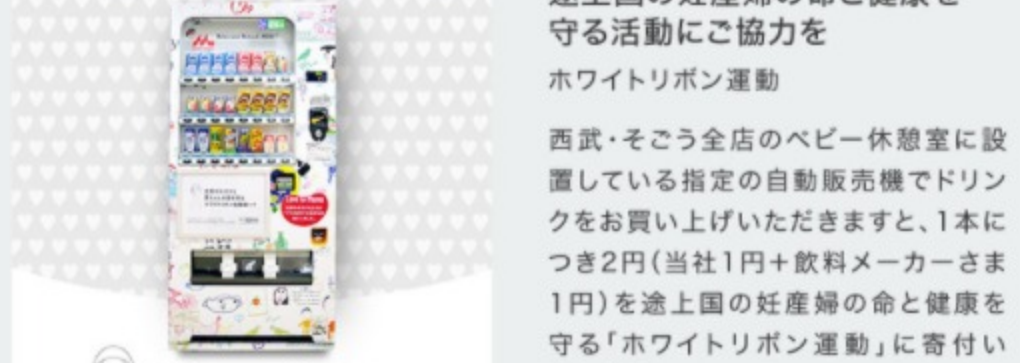 途上国の妊産婦の命と健康を
守る活動にご協力を
ホワイトリボン運動
西武・そごう全店のベビー休憩室に設
置している指定の自動販売機でドリン
クをお買い上げいただきますと、1本に
つき2円(当社1円+飲料メーカーさま
1円)を途上国の妊産婦の命と健康を
守る「ホワイトリボン運動」に寄付い